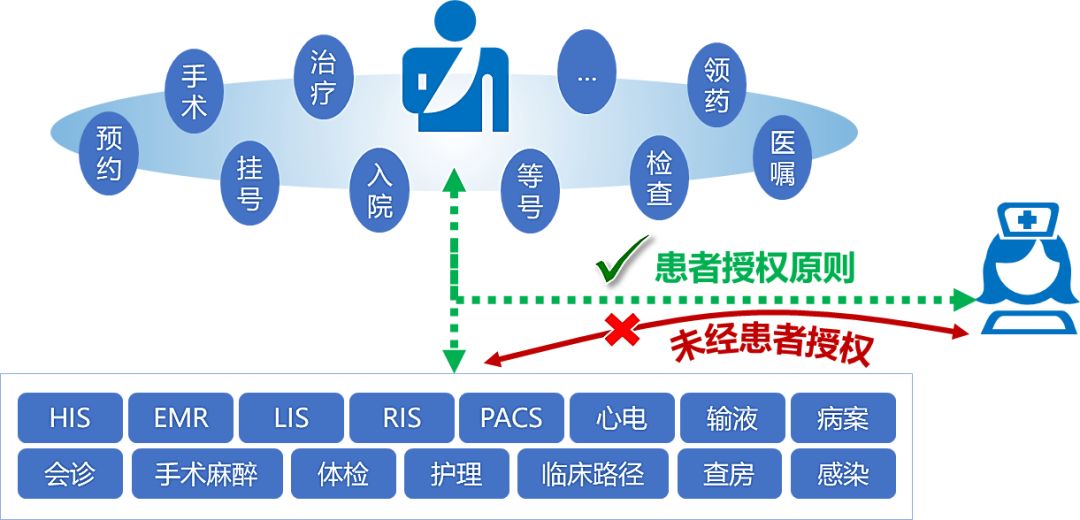 手术
治疗
...
领药
预约
挂号
入院
等号
检查
医嘱
患者授权原则
未经患者授权
HIS
EMR
LIS
RIS
PACS
心电
输液
病案
会诊
手术麻醉
体检
护理
临床路径
查房
感染